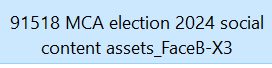 91518 MCA election 2024 social
content assets_FaceB-X3